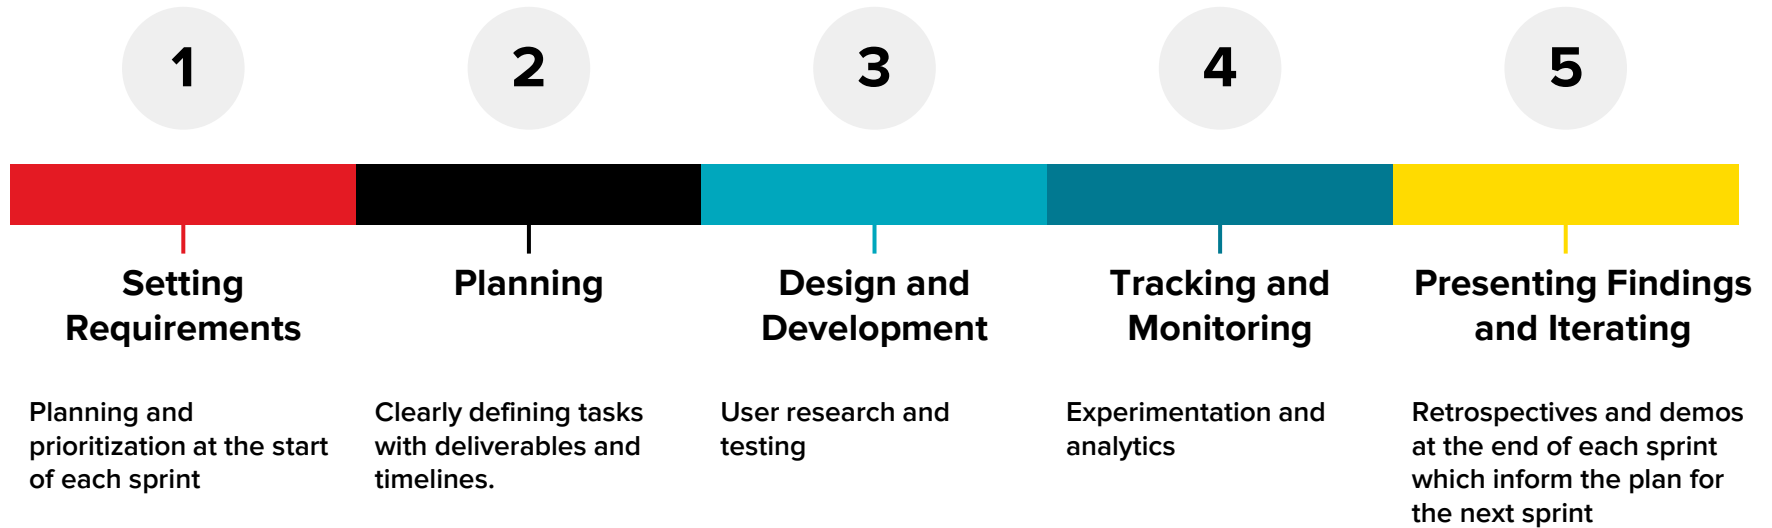 1
2
3
4
5
Setting
Requirements
Planning
Design and
Development
Tracking and
Monitoring
Presenting Findings
and Iterating
Planning and
prioritization at the start
of each sprint
Clearly defining tasks
with deliverables and
timelines.
User research and
testing
Experimentation and
analytics
Retrospectives and demos
at the end of each sprint
which inform the plan for
the next sprint